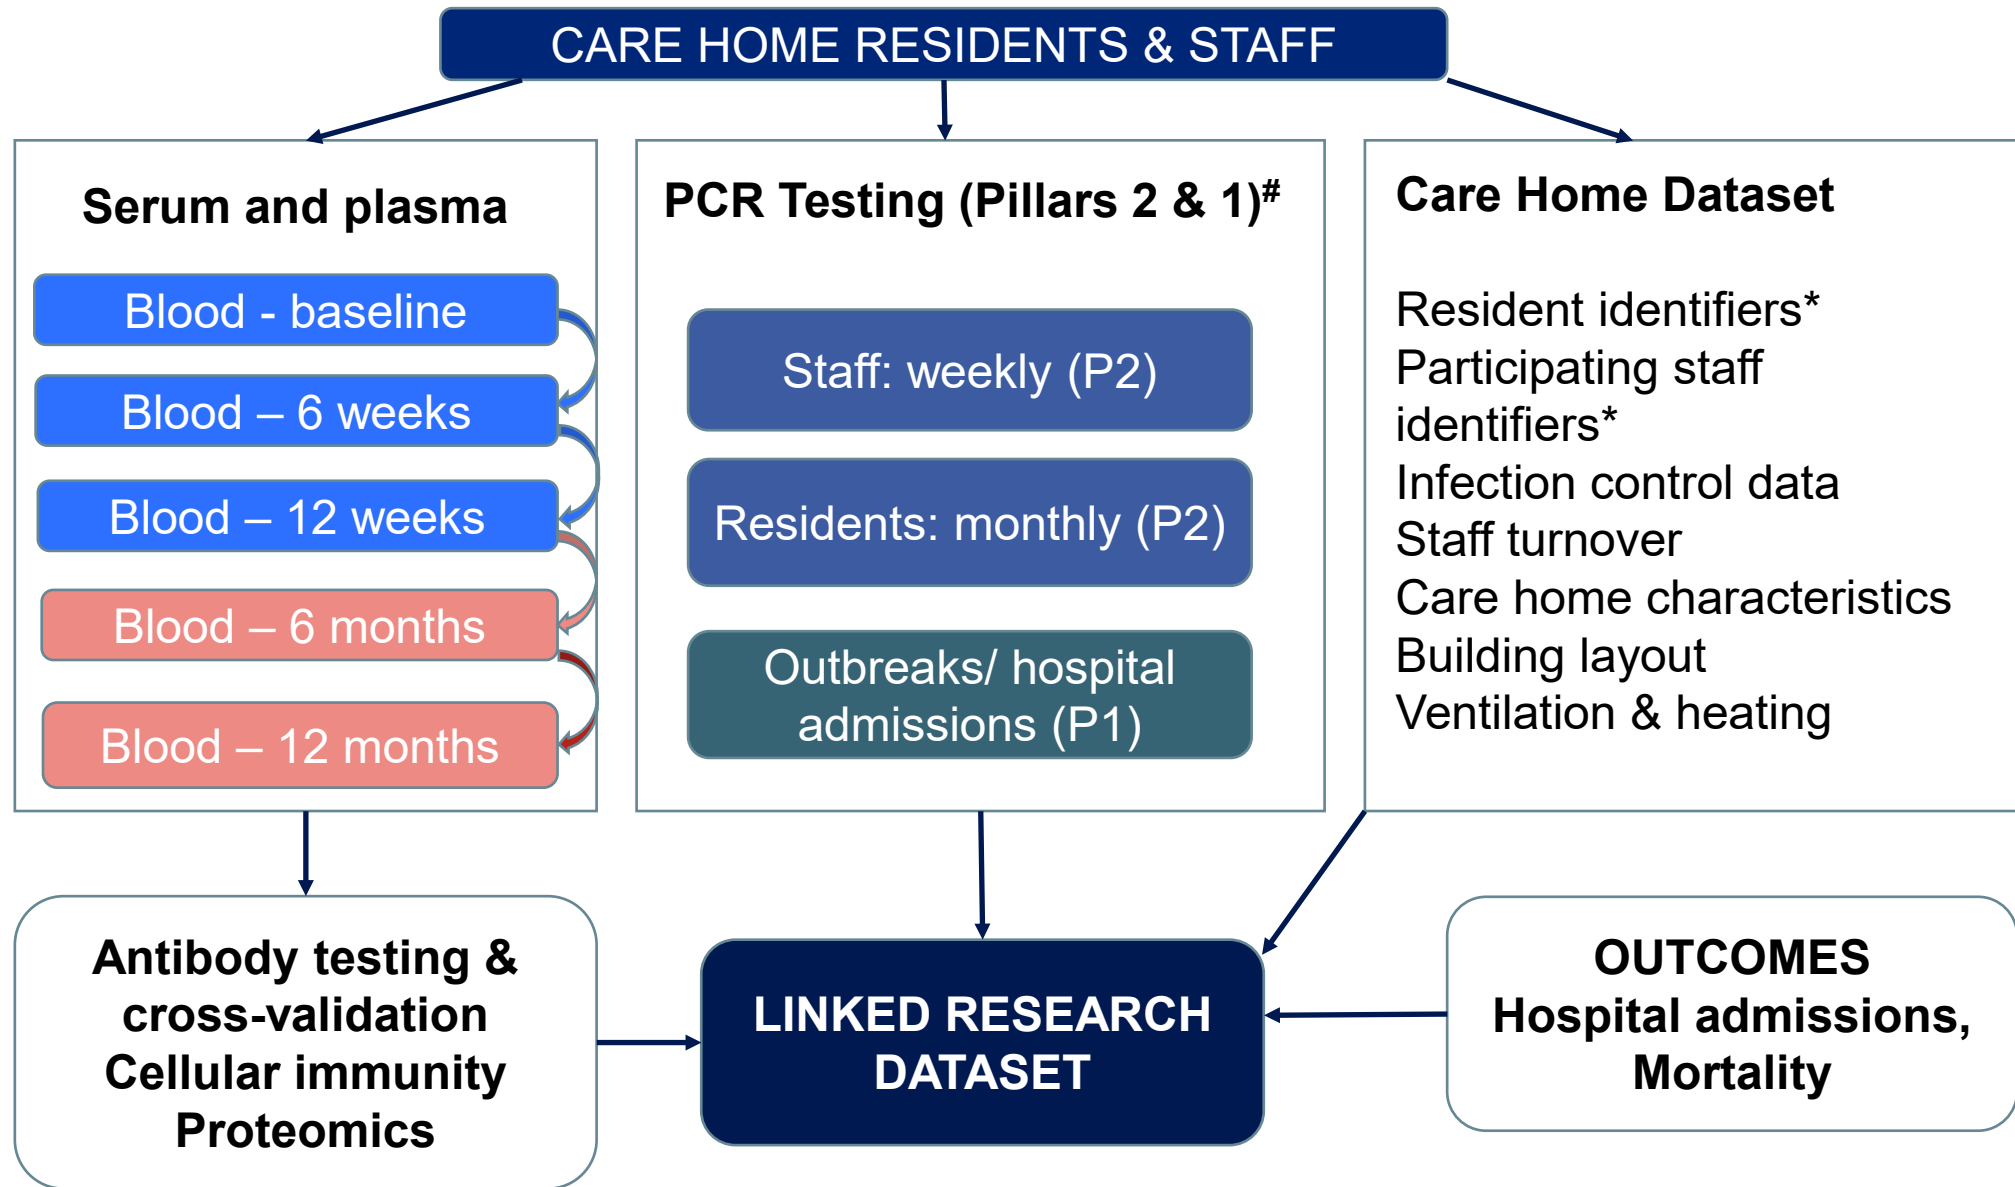 CARE HOME RESIDENTS & STAFF
Serum and plasma
Blood - baseline
Blood – 6 weeks
Blood – 12 weeks
Blood – 6 months
Blood – 12 months
PCR Testing (Pillars 2 & 1)#
Staff: weekly (P2)
Residents: monthly (P2)
Outbreaks/ hospital
admissions (P1)
Care Home Dataset
Resident identifiers*
Participating staff
identifiers*
Infection control data
Staff turnover
Care home characteristics
Building layout
Ventilation & heating
Antibody testing &
cross-validation
Cellular immunity
Proteomics
LINKED RESEARCH
DATASET
OUTCOMES
Hospital admissions,
Mortality